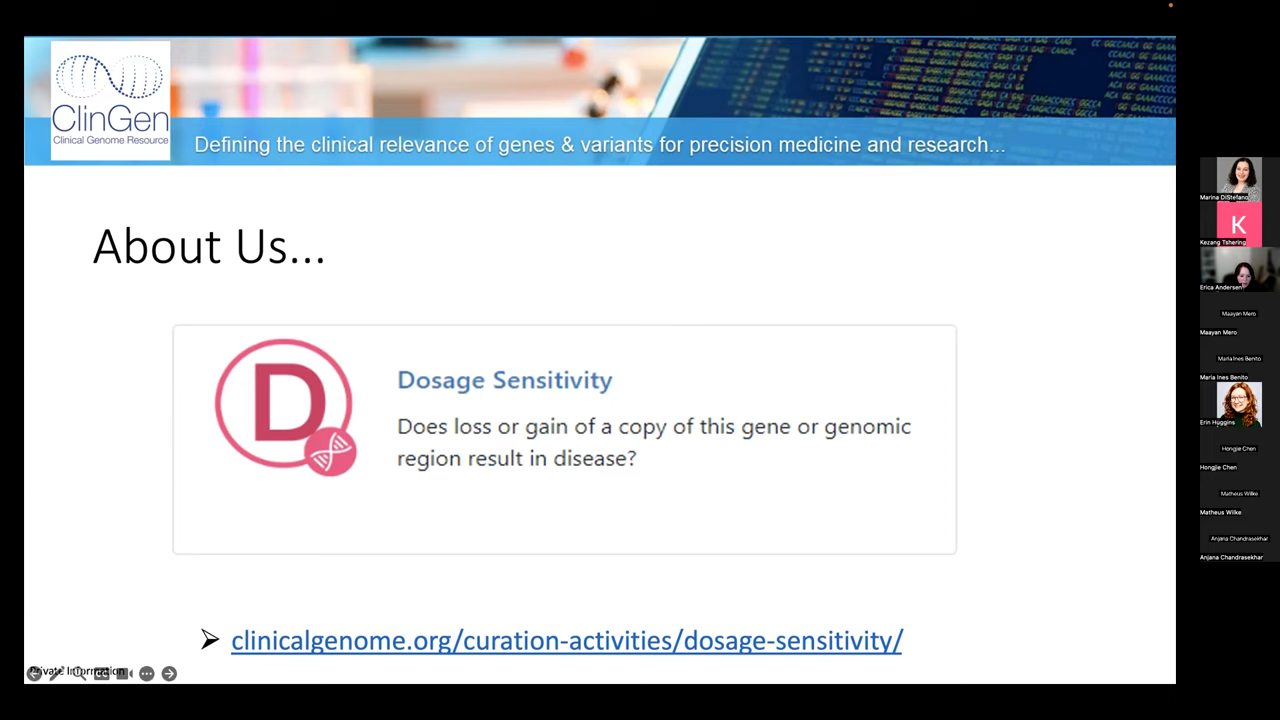 ClinGen
Clinical Genome Resource
Defining the clinical relevance of genes & variants for precision medicine and research...
About Us...
D
Dosage Sensitivity
Does loss or gain of a copy of this gene or genomic
region result in disease?
clinicalgenome.org/curation-activities/dosage-sensitivity/
Private Information
Marina DiStefano
K
Kezang Tshering
Erica Andersen
Maayan Mero
Maayan Mero
Maria Ines Benito
Maria Ines Benito
Erin Huggins
Hongjie Chen
Hongjie Chen
Matheus Wilke
Matheus Wilke
Anjana Chandrasekhar
Anjana Chandrasekhar